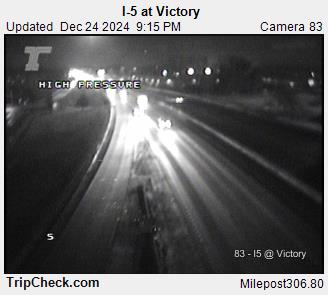 I-5 at Victory
Updated Dec 24 2024 9:15 PM Camera 83
T
HIGH PRESSURE
S
83 - I5 @ Victory
TripCheck.com Milepost306.80